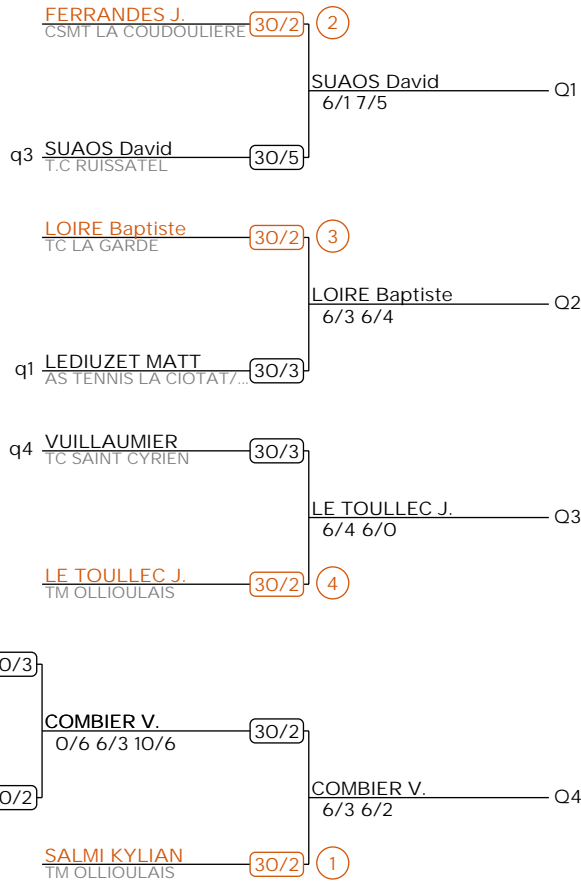 FERRANDES J.
CSMT LA COUDOULIERE
30/2
2
SUAOS David
6/1 7/5
Q1
q3
SUAOS David
T.C RUISSATEL
30/5
LOIRE Baptiste
TC LA GARDE
30/2
3
LOIRE Baptiste
6/3 6/4
Q2
q1
LEDIUZET MATT
AS TENNIS LA CIOTAT/...
30/3
q4
VUILLAUMIER
TC SAINT CYRIEN
30/3
LE TOULLEC J.
6/4 6/0
Q3
LE TOULLEC J.
TM OLLIOULAIS
30/2
4
0/3
COMBIER V.
0/6 6/3 10/6
30/2
0/2
COMBIER V.
6/3 6/2
Q4
SALMI KYLIAN
TM OLLIOULAIS
30/2
1